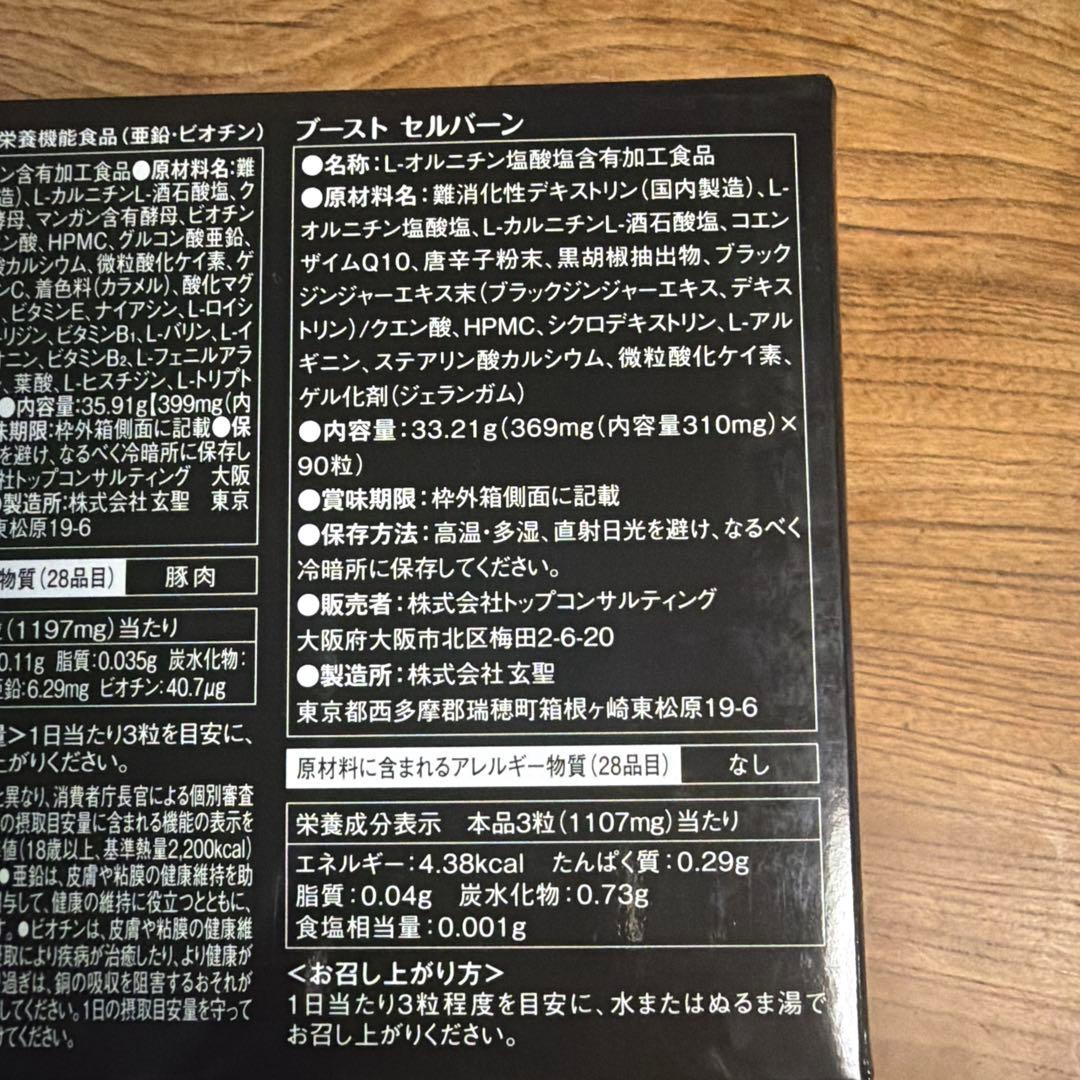 栄養機能食品(亜鉛・ビオチン)
ン含有加工食品●原材料名:難
造)、L-カルニチンL-酒石酸塩、ク
酵母、マンガン含有酵母、ビオチン
ン酸、HPMC、グルコン酸亜鉛、
酸カルシウム、微粒酸化ケイ素、ゲ
ンC、着色料(カラメル)、酸化マグ
、ビタミンE、ナイアシン、L-ロイシ
リジン、ビタミンB₁、L-バリン、L-イ
オニン、ビタミンB₂、L-フェニルアラ
、葉酸、L-ヒスチジン、L-トリプト
●内容量:35.91g【399mg(内
味期限:枠外箱側面に記載●保
を避け、なるべく冷暗所に保存し
社トップコンサルティング 大阪
製造所:株式会社玄聖 東京
東松原19-6
物質(28品目) 豚肉
(1197mg)当たり
0.11g 脂質:0.035g 炭水化物:
亜鉛:6.29mg ビオチン:40.7μg
量>1日当たり3粒を目安に、
上がりください。
と異なり、消費者庁長官による個別審査
の摂取目安量に含まれる機能の表示を
値(18歳以上、基準熱量2,200kcal)
●亜鉛は、皮膚や粘膜の健康維持を助
与して、健康の維持に役立つとともに、
す。●ビオチンは、皮膚や粘膜の健康維
取により疾病が治癒したり、より健康が
過ぎは、銅の吸収を阻害するおそれが
してください。1日の摂取目安量を守って
けてください。
ブースト セルバーン
●名称:L-オルニチン塩酸塩含有加工食品
●原材料名:難消化性デキストリン(国内製造)、L-
オルニチン塩酸塩、L-カルニチンL-酒石酸塩、コエン
ザイムQ10、唐辛子粉末、黒胡椒抽出物、ブラック
ジンジャーエキス末(ブラックジンジャーエキス、デキス
トリン)/クエン酸、HPMC、シクロデキストリン、L-アル
ギニン、ステアリン酸カルシウム、微粒酸化ケイ素、
ゲル化剤(ジェランガム)
●内容量:33.21g(369mg(内容量310mg)×
90粒)
●賞味期限:枠外箱側面に記載
●保存方法:高温・多湿、直射日光を避け、なるべく
冷暗所に保存してください。
●販売者:株式会社トップコンサルティング
大阪府大阪市北区梅田2-6-20
●製造所:株式会社 玄聖
東京都西多摩郡瑞穂町箱根ヶ崎東松原19-6
原材料に含まれるアレルギー物質(28品目) なし
栄養成分表示 本品3粒(1107mg)当たり
エネルギー:4.38kcal たんぱく質:0.29g
脂質:0.04g 炭水化物:0.73g
食塩相当量:0.001g
<お召し上がり方>
1日当たり3粒程度を目安に、水またはぬるま湯で
お召し上がりください。